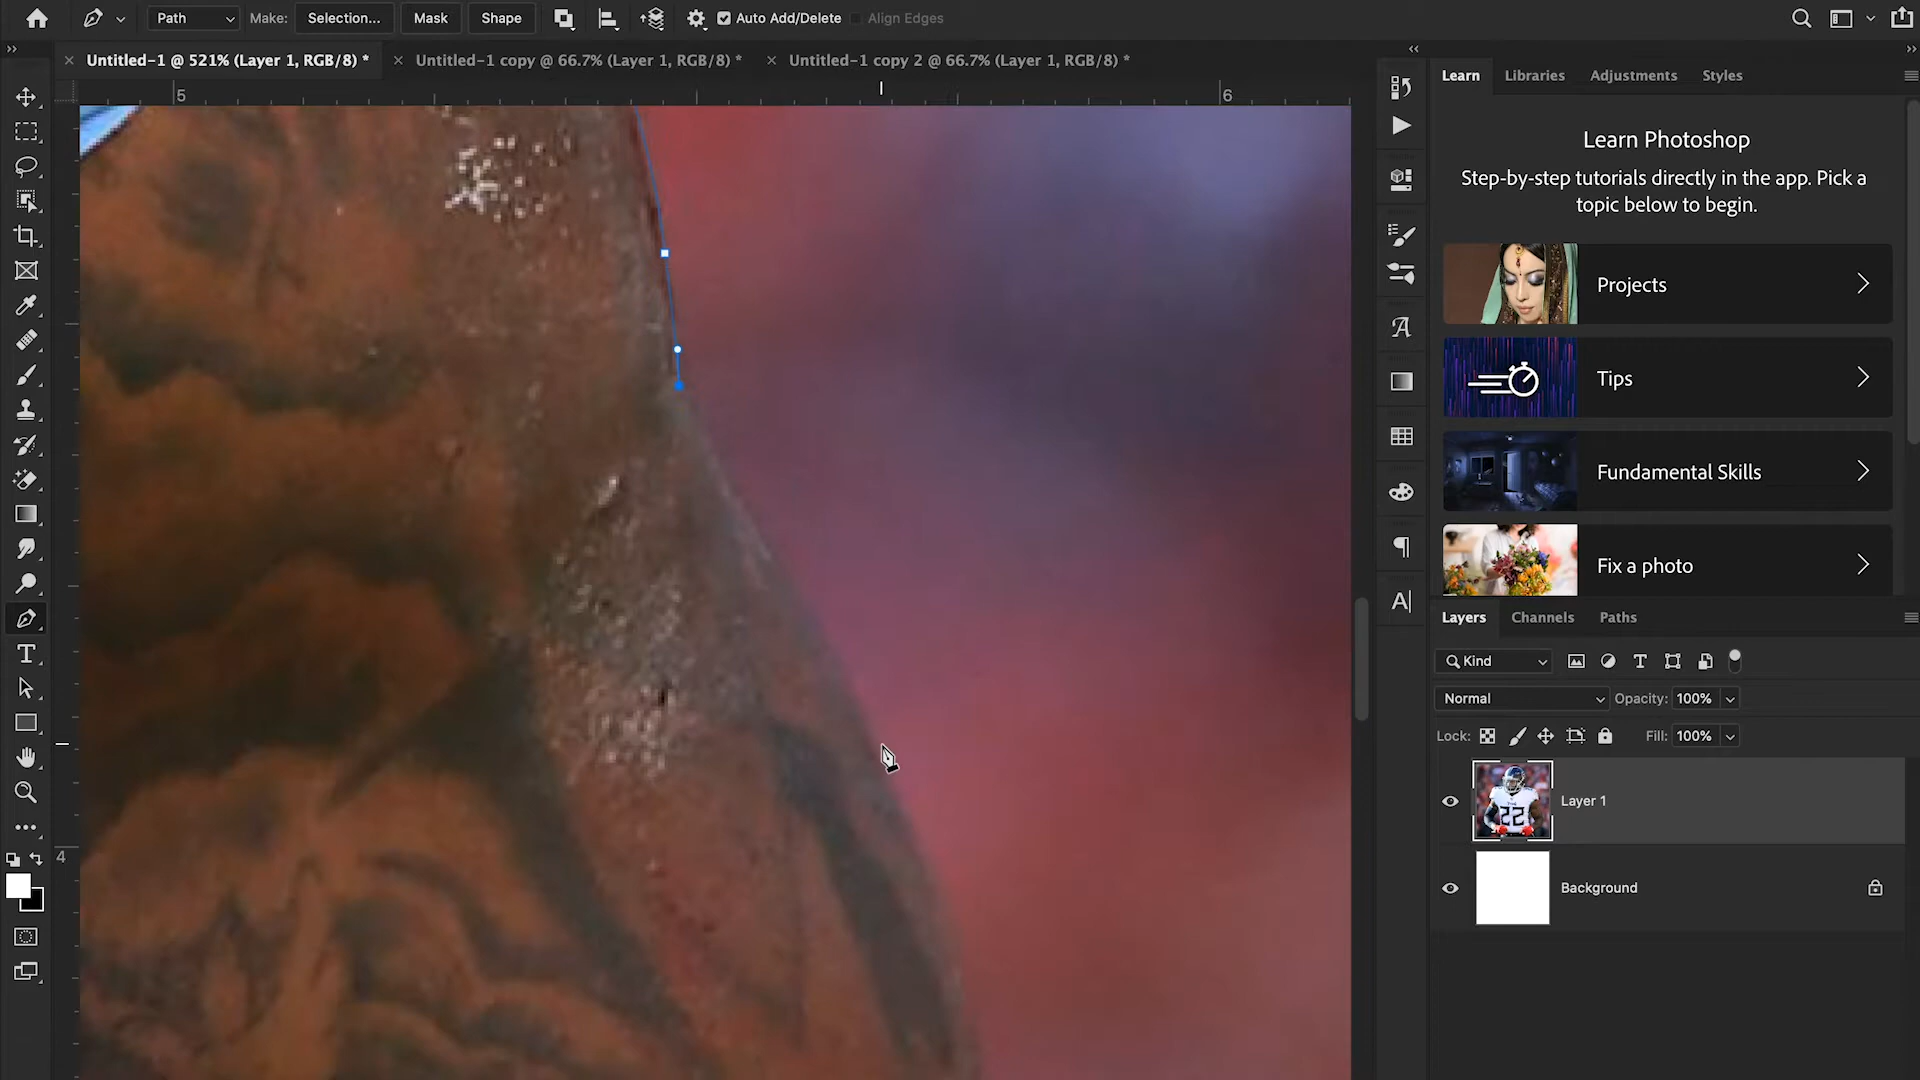 Path
Make:
Selection...
Mask
Shape
Auto Add/Delete
Align Edges
Untitled-1 @ 521% (Layer 1, RGB/8) *
Untitled-1 copy @ 66.7% (Layer 1, RGB/8) *
Untitled-1 copy 2 @ 66.7% (Layer 1, RGB/8) *
5
6
4
Learn
Libraries
Adjustments
Styles
Learn Photoshop
Step-by-step tutorials directly in the app. Pick a
topic below to begin.
Projects
Tips
Fundamental Skills
Fix a photo
Layers
Channels
Paths
Kind
Normal
Opacity: 100%
Lock:
Fill: 100%
22
Layer 1
Background